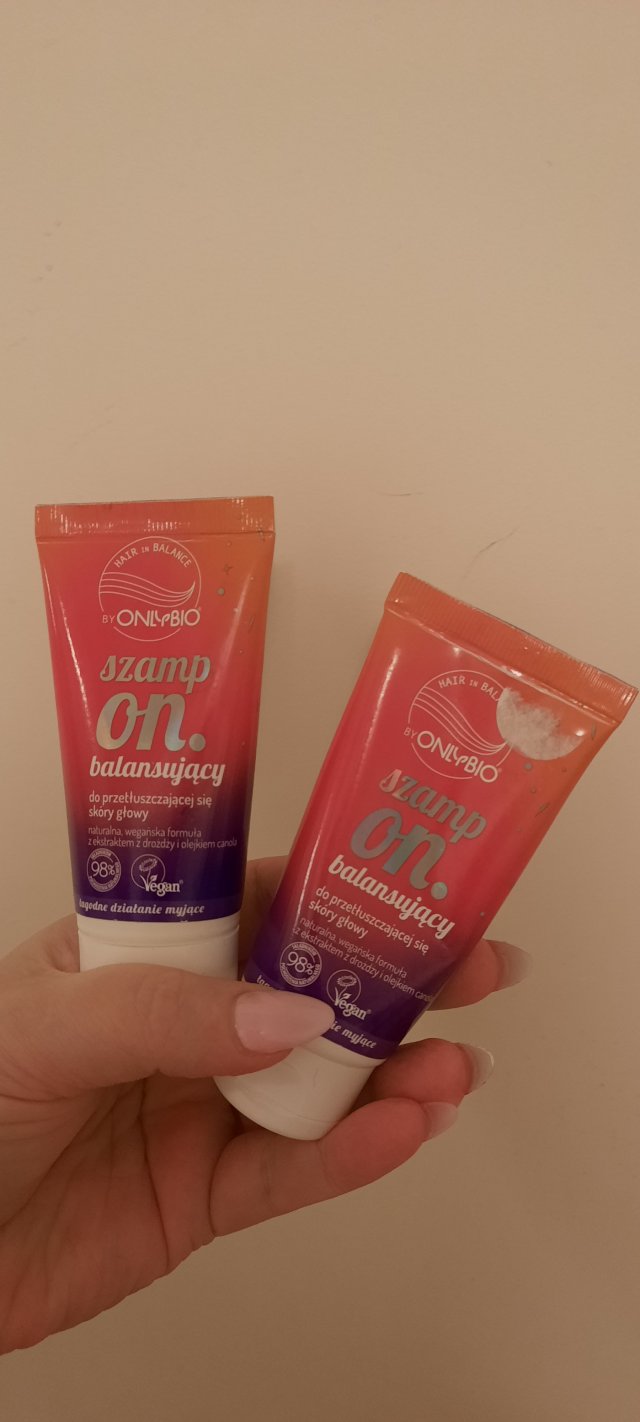 HAIR IN BALANCE
BY ONLYBIO®
szamp
on.
balansujący
do przetłuszczającej się
skóry głowy
naturalna, wegańska formuła
z ekstraktem z drożdży i olejkiem canola
98%
Vegan
łagodne działanie myjące
HAIR IN BAL
BY ONLYBIO®
szamp
on.
balansujący
do przetłuszczającej się
skóry głowy
naturalna, wegańska formuła
z ekstraktem z drożdży i olejkiem canola
98%
Vegan
myjące